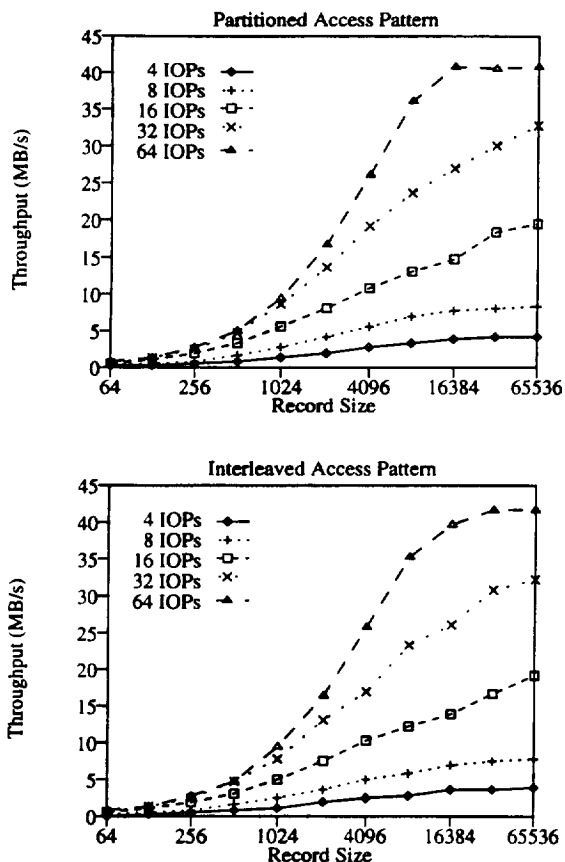 Partitioned Access Pattern
45
40
35
30
25
20
15
10
5
0
Throughput (MB/s)
4 IOPs
8 IOPs
16 IOPs
32 IOPs
64 IOPs
64 256 1024 4096 16384 65536
Record Size
Interleaved Access Pattern
45
40
35
30
25
20
15
10
5
0
Throughput (MB/s)
4 IOPs
8 IOPs
16 IOPs
32 IOPs
64 IOPs
64 256 1024 4096 16384 65536
Record Size